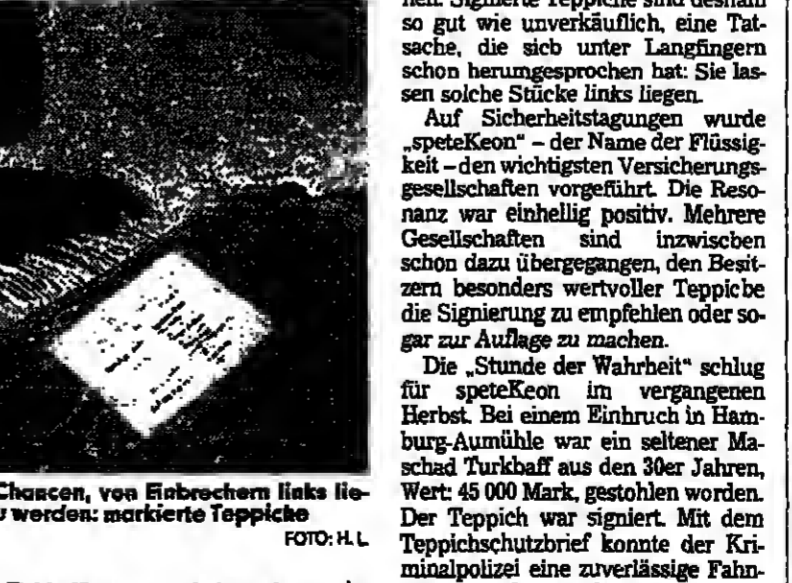 Chancen, von Einbrechern links lie-
werden: markierte Teppiche
FOTO: H. L.
nen. Signierte Teppiche sind deshalb
so gut wie unverkäuflich, eine Tat-
sache, die sich unter Langfingern
schon herumgesprochen hat: Sie las-
sen solche Stücke links liegen.
Auf Sicherheitstagungen wurde
„speteKeon“ – der Name der Flüssig-
keit – den wichtigsten Versicherungs-
gesellschaften vorgeführt. Die Reso-
nanz war einhellig positiv. Mehrere
Gesellschaften sind inzwischen
schon dazu übergegangen, den Besit-
zern besonders wertvoller Teppiche
die Signierung zu empfehlen oder so-
gar zur Auflage zu machen.
Die „Stunde der Wahrheit“ schlug
für speteKeon im vergangenen
Herbst. Bei einem Einbruch in Ham-
burg-Aumühle war ein seltener Ma-
schad Turkbaff aus den 30er Jahren,
Wert: 45 000 Mark, gestohlen worden.
Der Teppich war signiert. Mit dem
Teppichschutzbrief konnte der Kri-
minalpolizei eine zuverlässige Fahn-